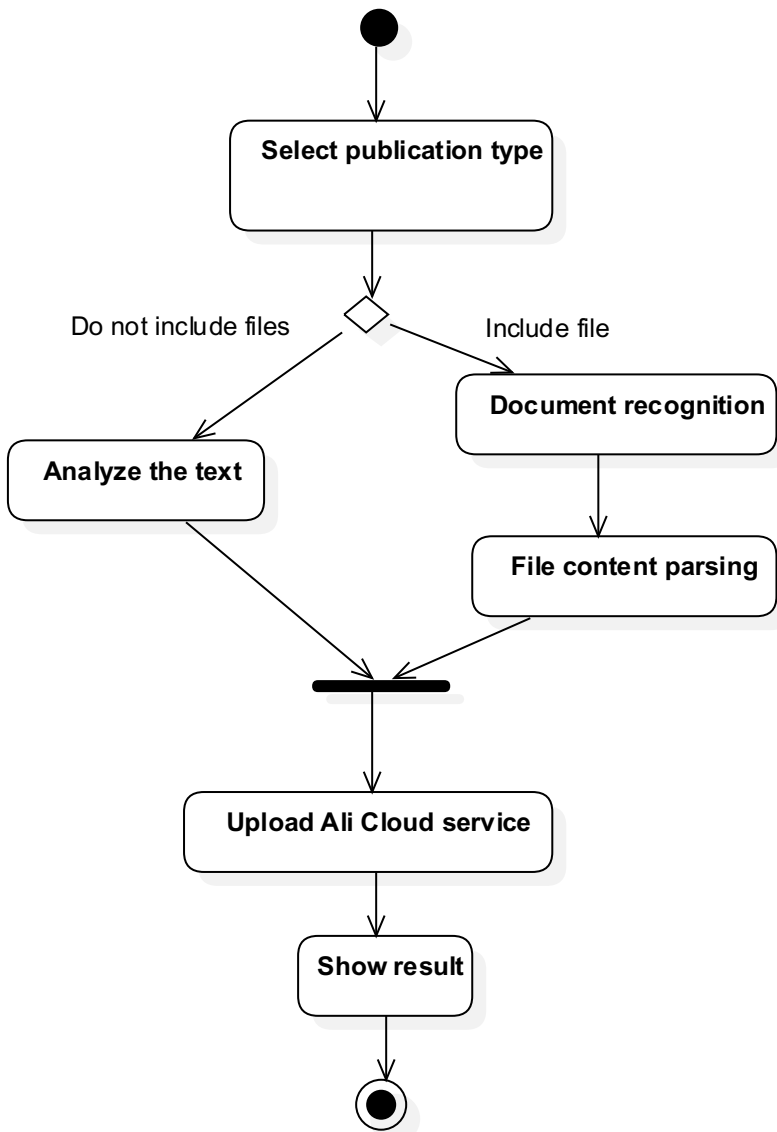 Select publication type
Do not include files
Include file
Document recognition
Analyze the text
File content parsing
Upload Ali Cloud service
Show result